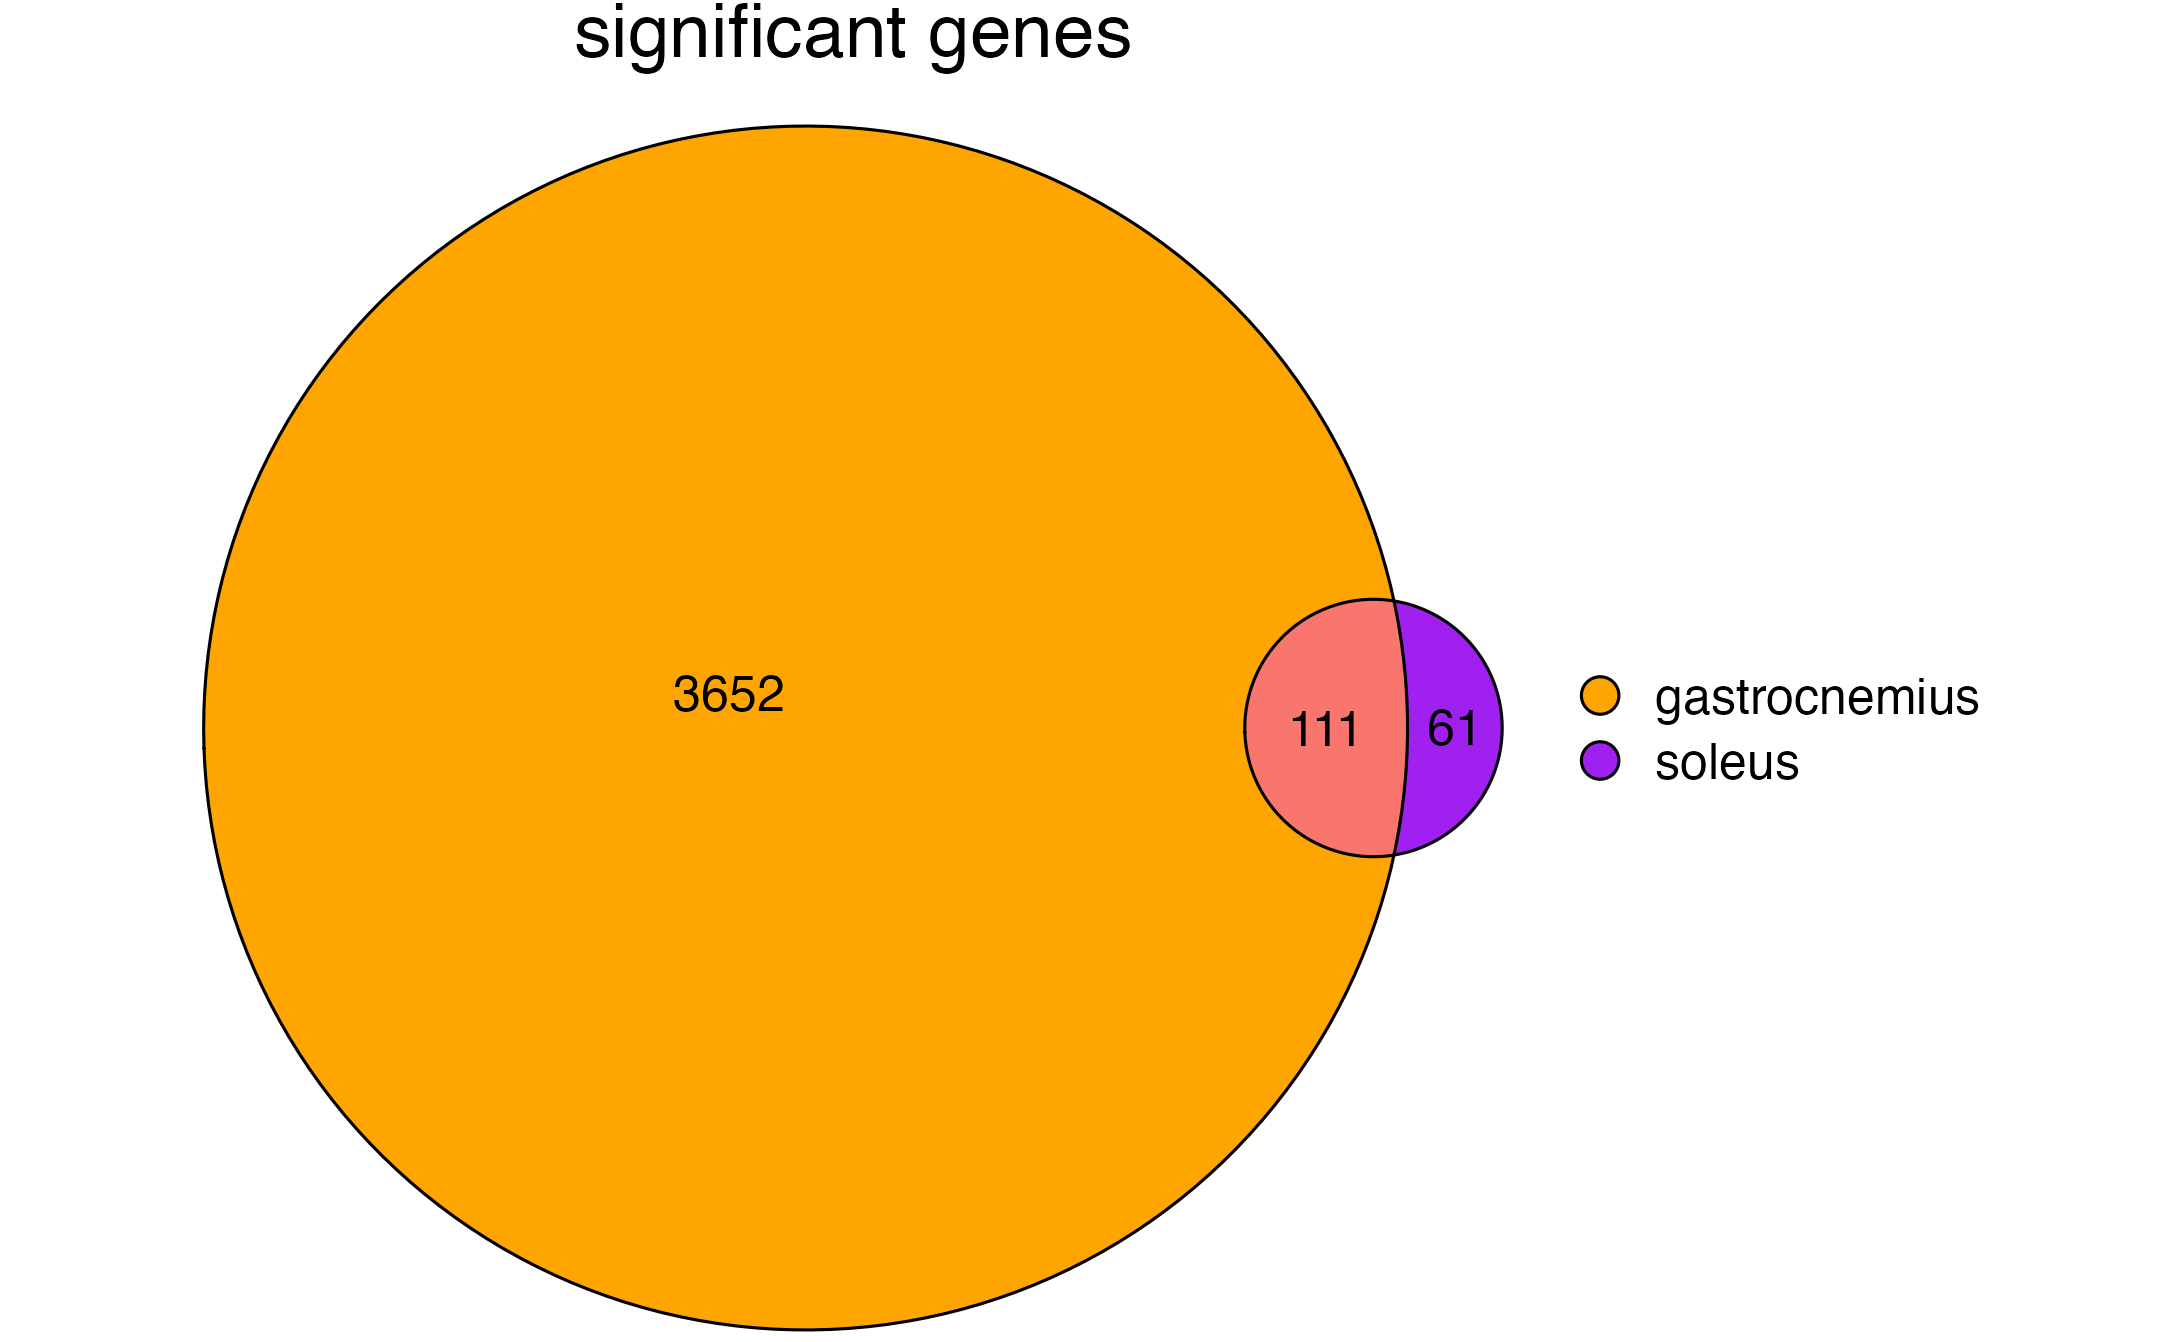 significant genes
3652
111
61
gastrocnemius
soleus